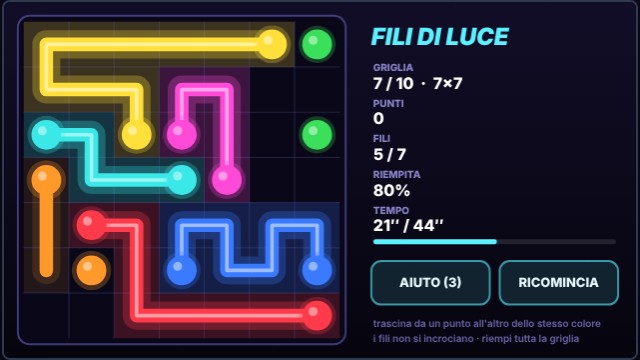 FILI DI LUCE
GRIGLIA
7 / 10 · 7×7
PUNTI
0
FILI
5 / 7
RIEMPITA
80%
TEMPO
21″ / 44″
AIUTO (3)
RICOMINCIA
trascina da un punto all'altro dello stesso colore
i fili non si incrociano · riempi tutta la griglia